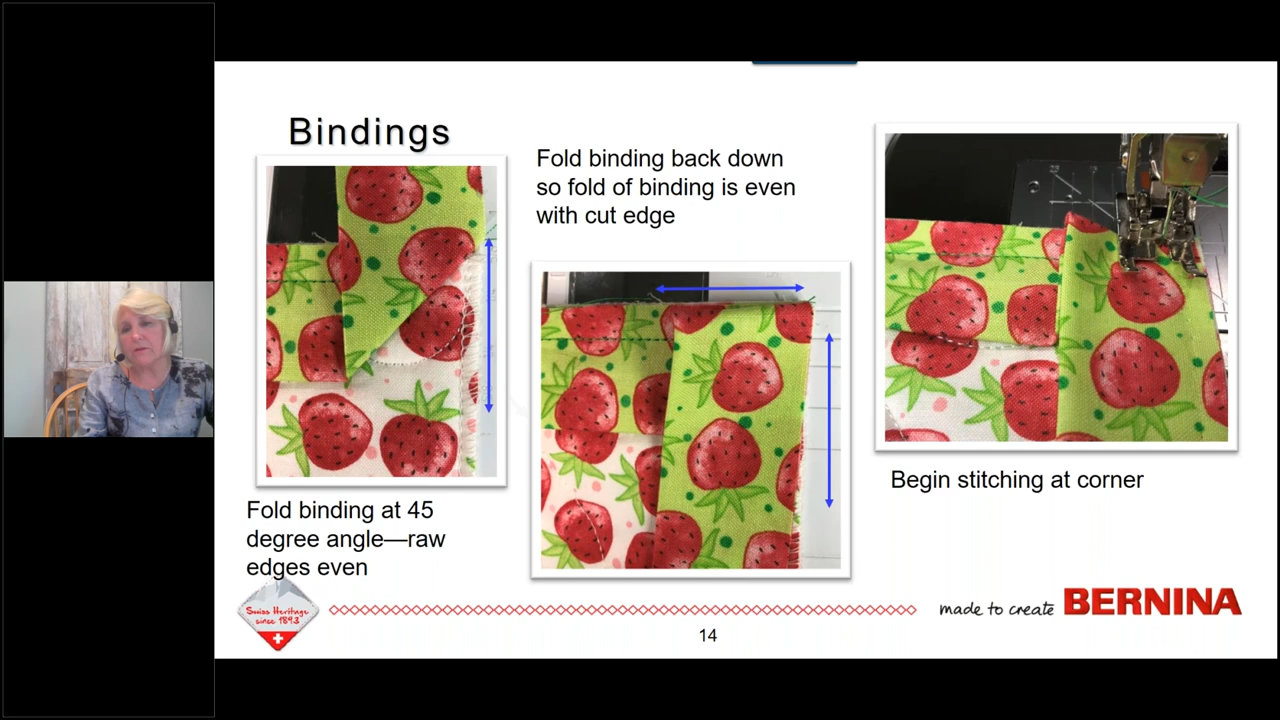 Bindings
Fold binding back down
so fold of binding is even
with cut edge
Fold binding at 45
degree angle—raw
edges even
Begin stitching at corner
Swiss Heritage
since 1893
made to create BERNINA
14